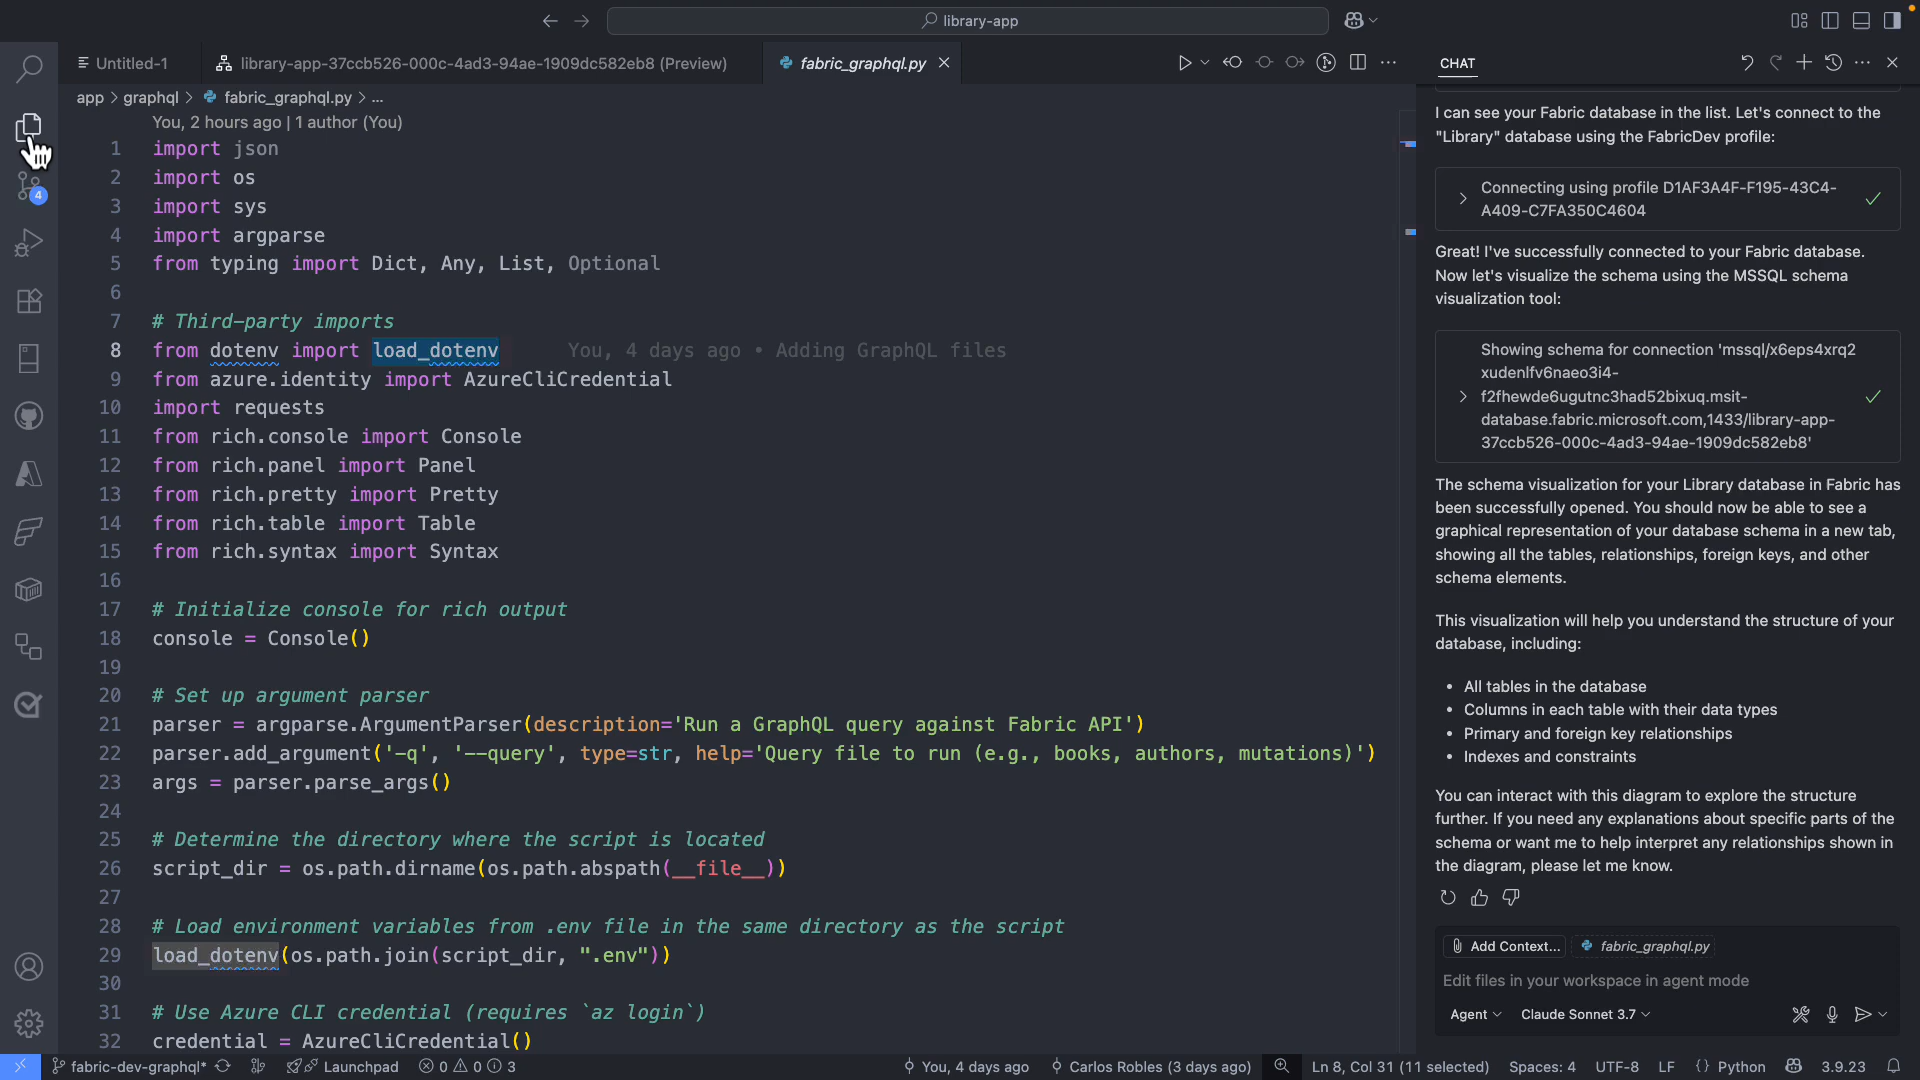 library-app
Untitled-1
library-app-37ccb526-000c-4ad3-94ae-1909dc582eb8 (Preview)
fabric_graphql.py
CHAT
app > graphql > fabric_graphql.py > ...
You, 2 hours ago | 1 author (You)
1 import json
2 import os
3 import sys
4 import argparse
5 from typing import Dict, Any, List, Optional
6
7 # Third-party imports
8 from dotenv import load_dotenv You, 4 days ago • Adding GraphQL files
9 from azure.identity import AzureCliCredential
10 import requests
11 from rich.console import Console
12 from rich.panel import Panel
13 from rich.pretty import Pretty
14 from rich.table import Table
15 from rich.syntax import Syntax
16
17 # Initialize console for rich output
18 console = Console()
19
20 # Set up argument parser
21 parser = argparse.ArgumentParser(description='Run a GraphQL query against Fabric API')
22 parser.add_argument('-q', '--query', type=str, help='Query file to run (e.g., books, authors, mutations)')
23 args = parser.parse_args()
24
25 # Determine the directory where the script is located
26 script_dir = os.path.dirname(os.path.abspath(__file__))
27
28 # Load environment variables from .env file in the same directory as the script
29 load_dotenv(os.path.join(script_dir, ".env"))
30
31 # Use Azure CLI credential (requires `az login`)
32 credential = AzureCliCredential()
4
I can see your Fabric database in the list. Let's connect to the
"Library" database using the FabricDev profile:
Connecting using profile D1AF3A4F-F195-43C4-
A409-C7FA350C4604
Great! I've successfully connected to your Fabric database.
Now let's visualize the schema using the MSSQL schema
visualization tool:
Showing schema for connection 'mssql/x6eps4xrq2
xudenlfv6naeo3i4-
f2fhewde6ugutnc3had52bixuq.msit-
database.fabric.microsoft.com,1433/library-app-
37ccb526-000c-4ad3-94ae-1909dc582eb8'
The schema visualization for your Library database in Fabric has
been successfully opened. You should now be able to see a
graphical representation of your database schema in a new tab,
showing all the tables, relationships, foreign keys, and other
schema elements.
This visualization will help you understand the structure of your
database, including:
• All tables in the database
• Columns in each table with their data types
• Primary and foreign key relationships
• Indexes and constraints
You can interact with this diagram to explore the structure
further. If you need any explanations about specific parts of the
schema or want me to help interpret any relationships shown in
the diagram, please let me know.
Add Context... fabric_graphql.py
Edit files in your workspace in agent mode
Agent Claude Sonnet 3.7
fabric-dev-graphql* Launchpad 0 0 3 You, 4 days ago Carlos Robles (3 days ago) Ln 8, Col 31 (11 selected) Spaces: 4 UTF-8 LF {} Python 3.9.23